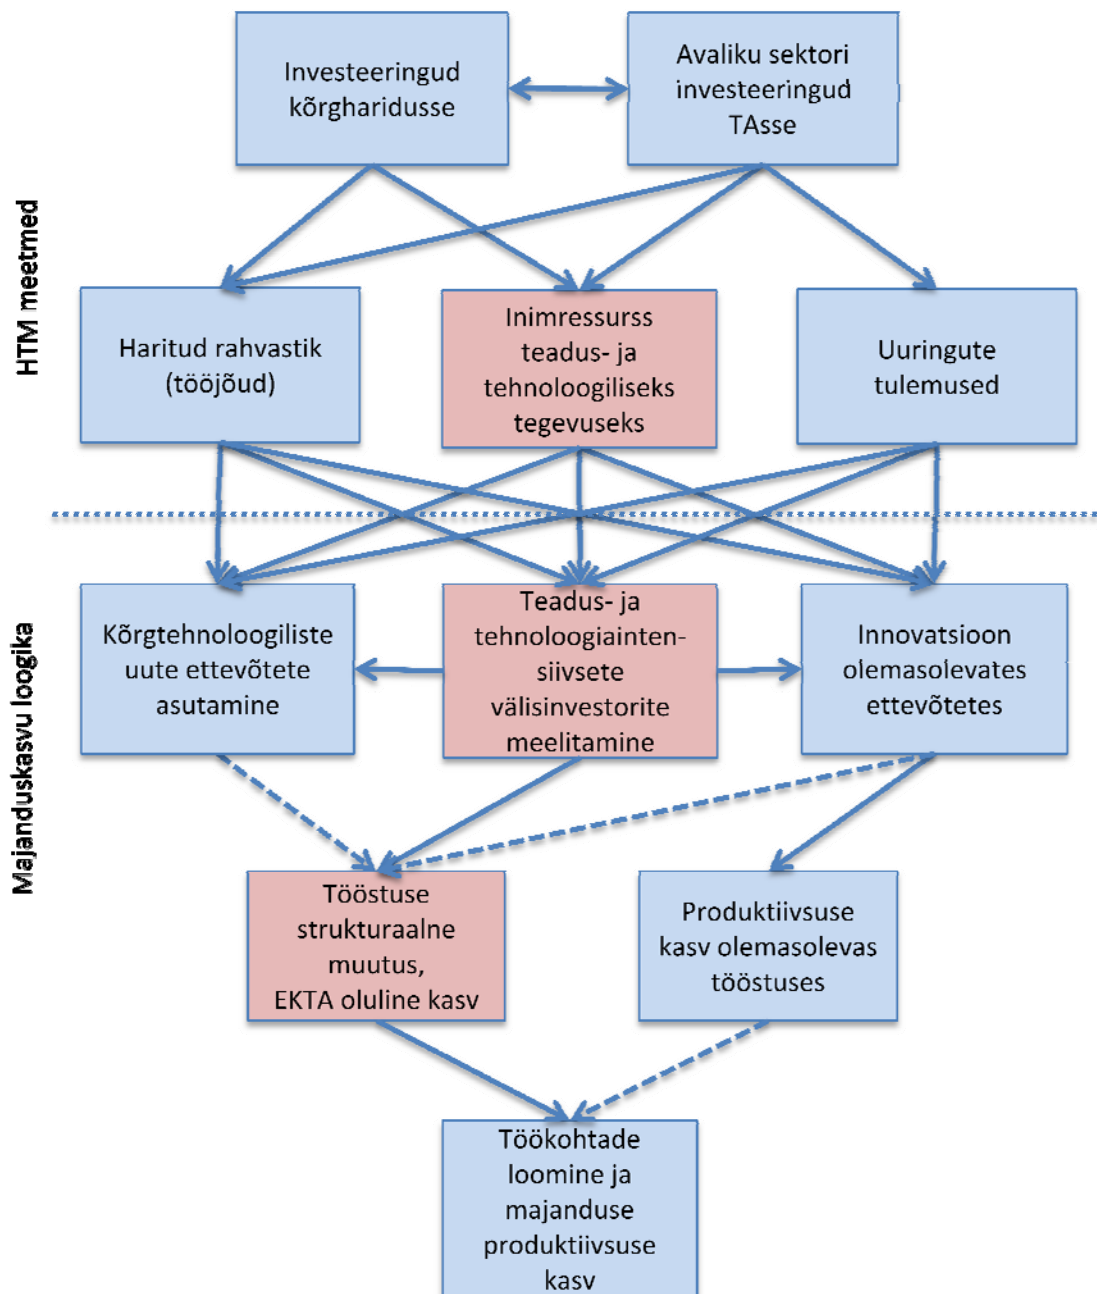 Investeeringud
kõrgharidusse
Avaliku sektori
investeeringud
TAsse
HTM meetmed
Haritud rahvastik
(tööjõud)
Inimressurss
teadus- ja
tehnoloogiliseks
tegevuseks
Uuringute
tulemused
Majanduskasvu loogika
Kõrgtehnoloogiliste
uute ettevõtete
asutamine
Teadus- ja
tehnoloogiainten-
siivsete
välisinvestorite
meelitamine
Innovatsioon
olemasolevates
ettevõtetes
Tööstuse
strukturaalne
muutus,
EKTA oluline kasv
Produktiivsuse
kasv olemasolevas
tööstuses
Töökohtade
loomine ja
majanduse
produktiivsuse
kasv